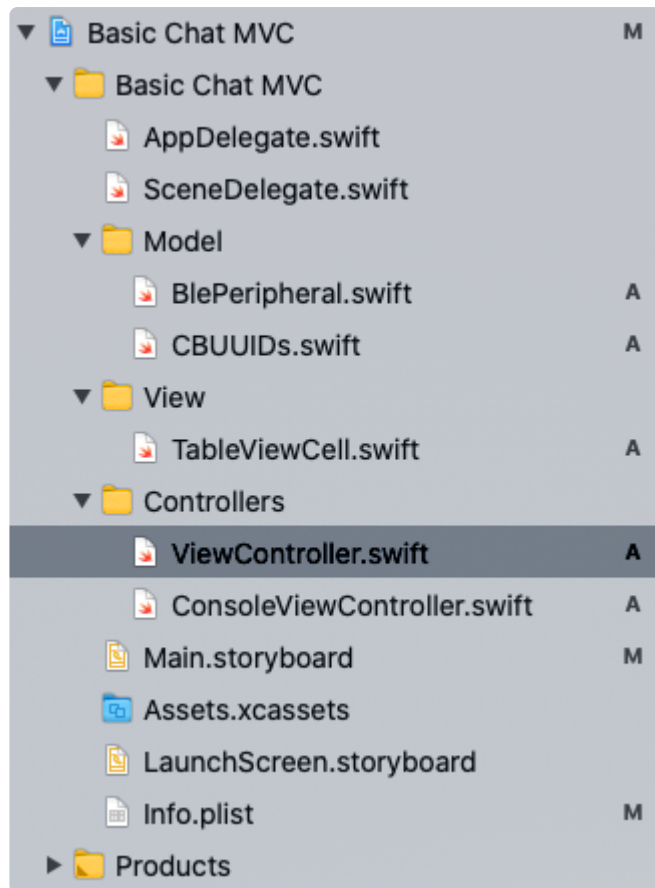 Basic Chat MVC M
Basic Chat MVC
AppDelegate.swift
SceneDelegate.swift
Model
BlePeripheral.swift A
CBUUIDs.swift A
View
TableViewCell.swift A
Controllers
ViewController.swift A
ConsoleViewController.swift A
Main.storyboard M
Assets.xcassets
LaunchScreen.storyboard
Info.plist M
Products